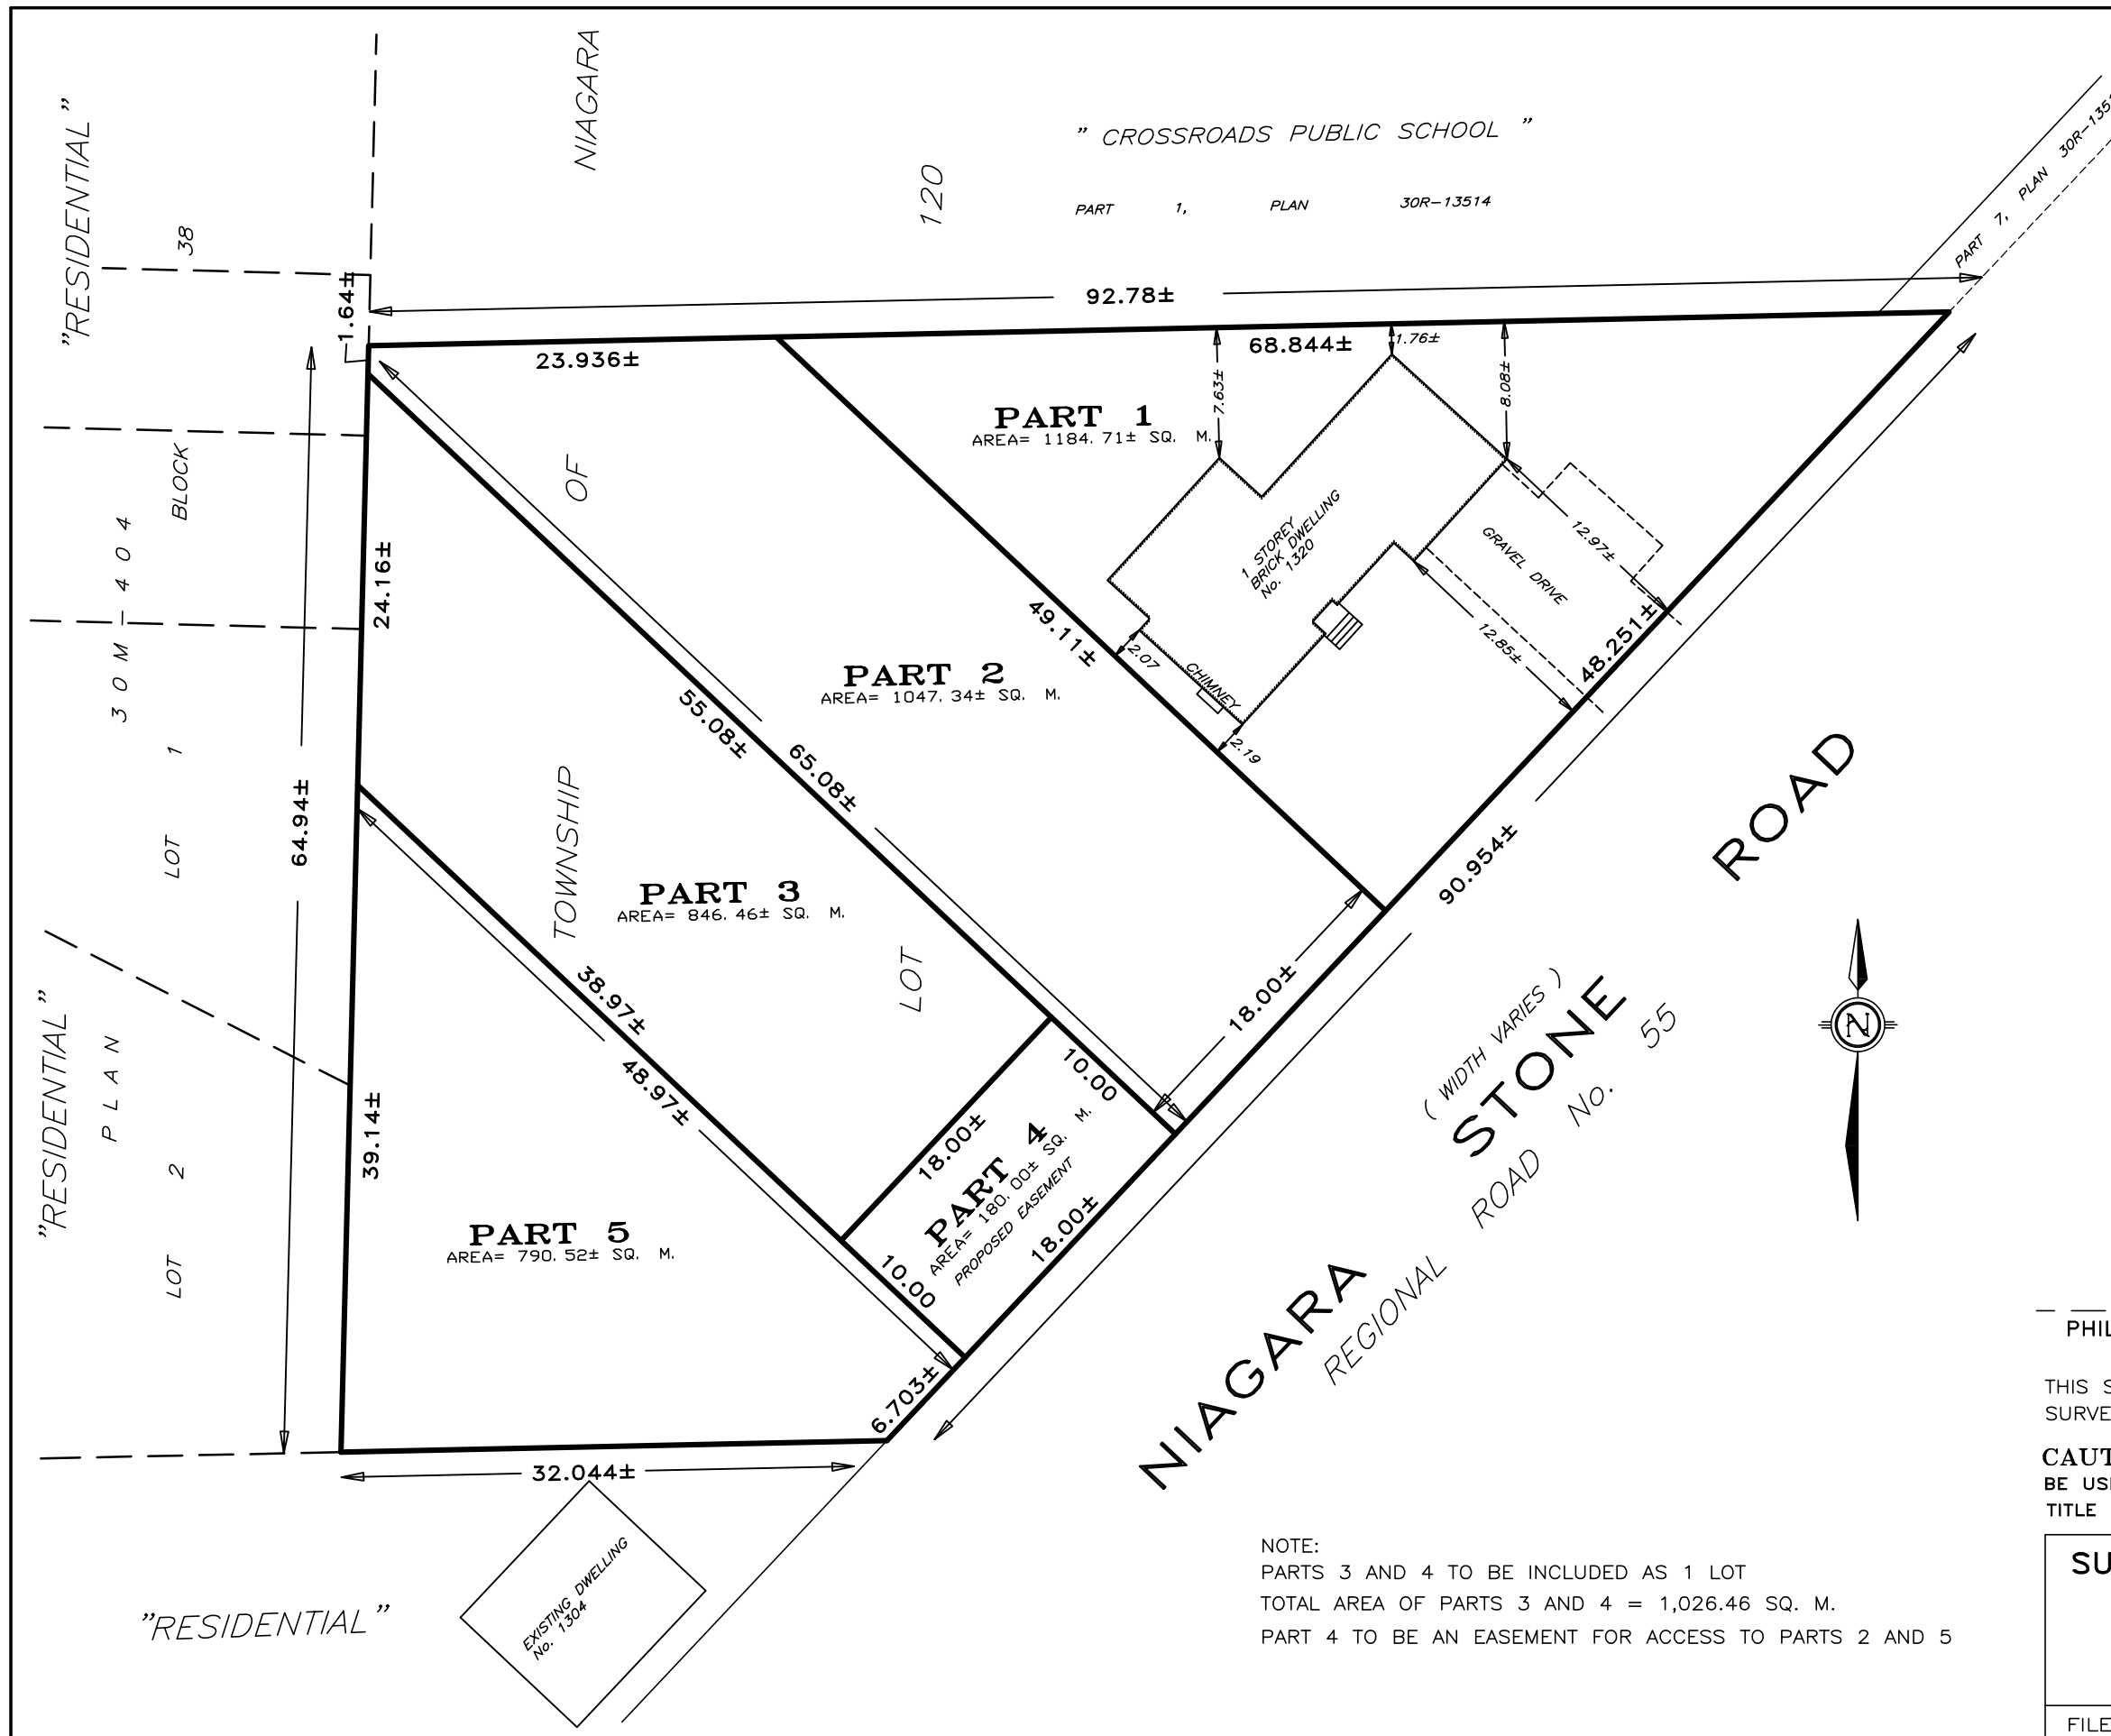 "RESIDENTIAL"
38
NIAGARA
120
" CROSSROADS PUBLIC SCHOOL "
PART 1, PLAN 30R-13514
PART 7, PLAN
1.64±
92.78±
23.936±
68.844±
1.76±
7.63±
8.08±
PART 1
AREA= 1184.71± SQ. M.
OF
BLOCK
30M-404
24.16±
1 STOREY
BRICK DWELLING
No. 1320
GRAVEL DRIVE
12.97±
12.85±
48.251±
49.11±
2.07
CHIMNEY
2.19
PART 2
AREA= 1047.34± SQ. M.
55.08±
65.08±
LOT 1
64.94±
TOWNSHIP
PART 3
AREA= 846.46± SQ. M.
LOT
90.954±
18.00±
38.97±
48.97±
10.00
18.00±
PART 4
AREA= 180.00± SQ. M.
PROPOSED EASEMENT
18.00±
10.00
6.703±
"RESIDENTIAL"
PLAN
LOT 2
39.14±
PART 5
AREA= 790.52± SQ. M.
32.044±
( WIDTH VARIES )
NIAGARA STONE ROAD
REGIONAL ROAD No. 55
N
EXISTING DWELLING
No. 1304
"RESIDENTIAL"
NOTE:
PARTS 3 AND 4 TO BE INCLUDED AS 1 LOT
TOTAL AREA OF PARTS 3 AND 4 = 1,026.46 SQ. M.
PART 4 TO BE AN EASEMENT FOR ACCESS TO PARTS 2 AND 5
THIS
TITLE
FILE